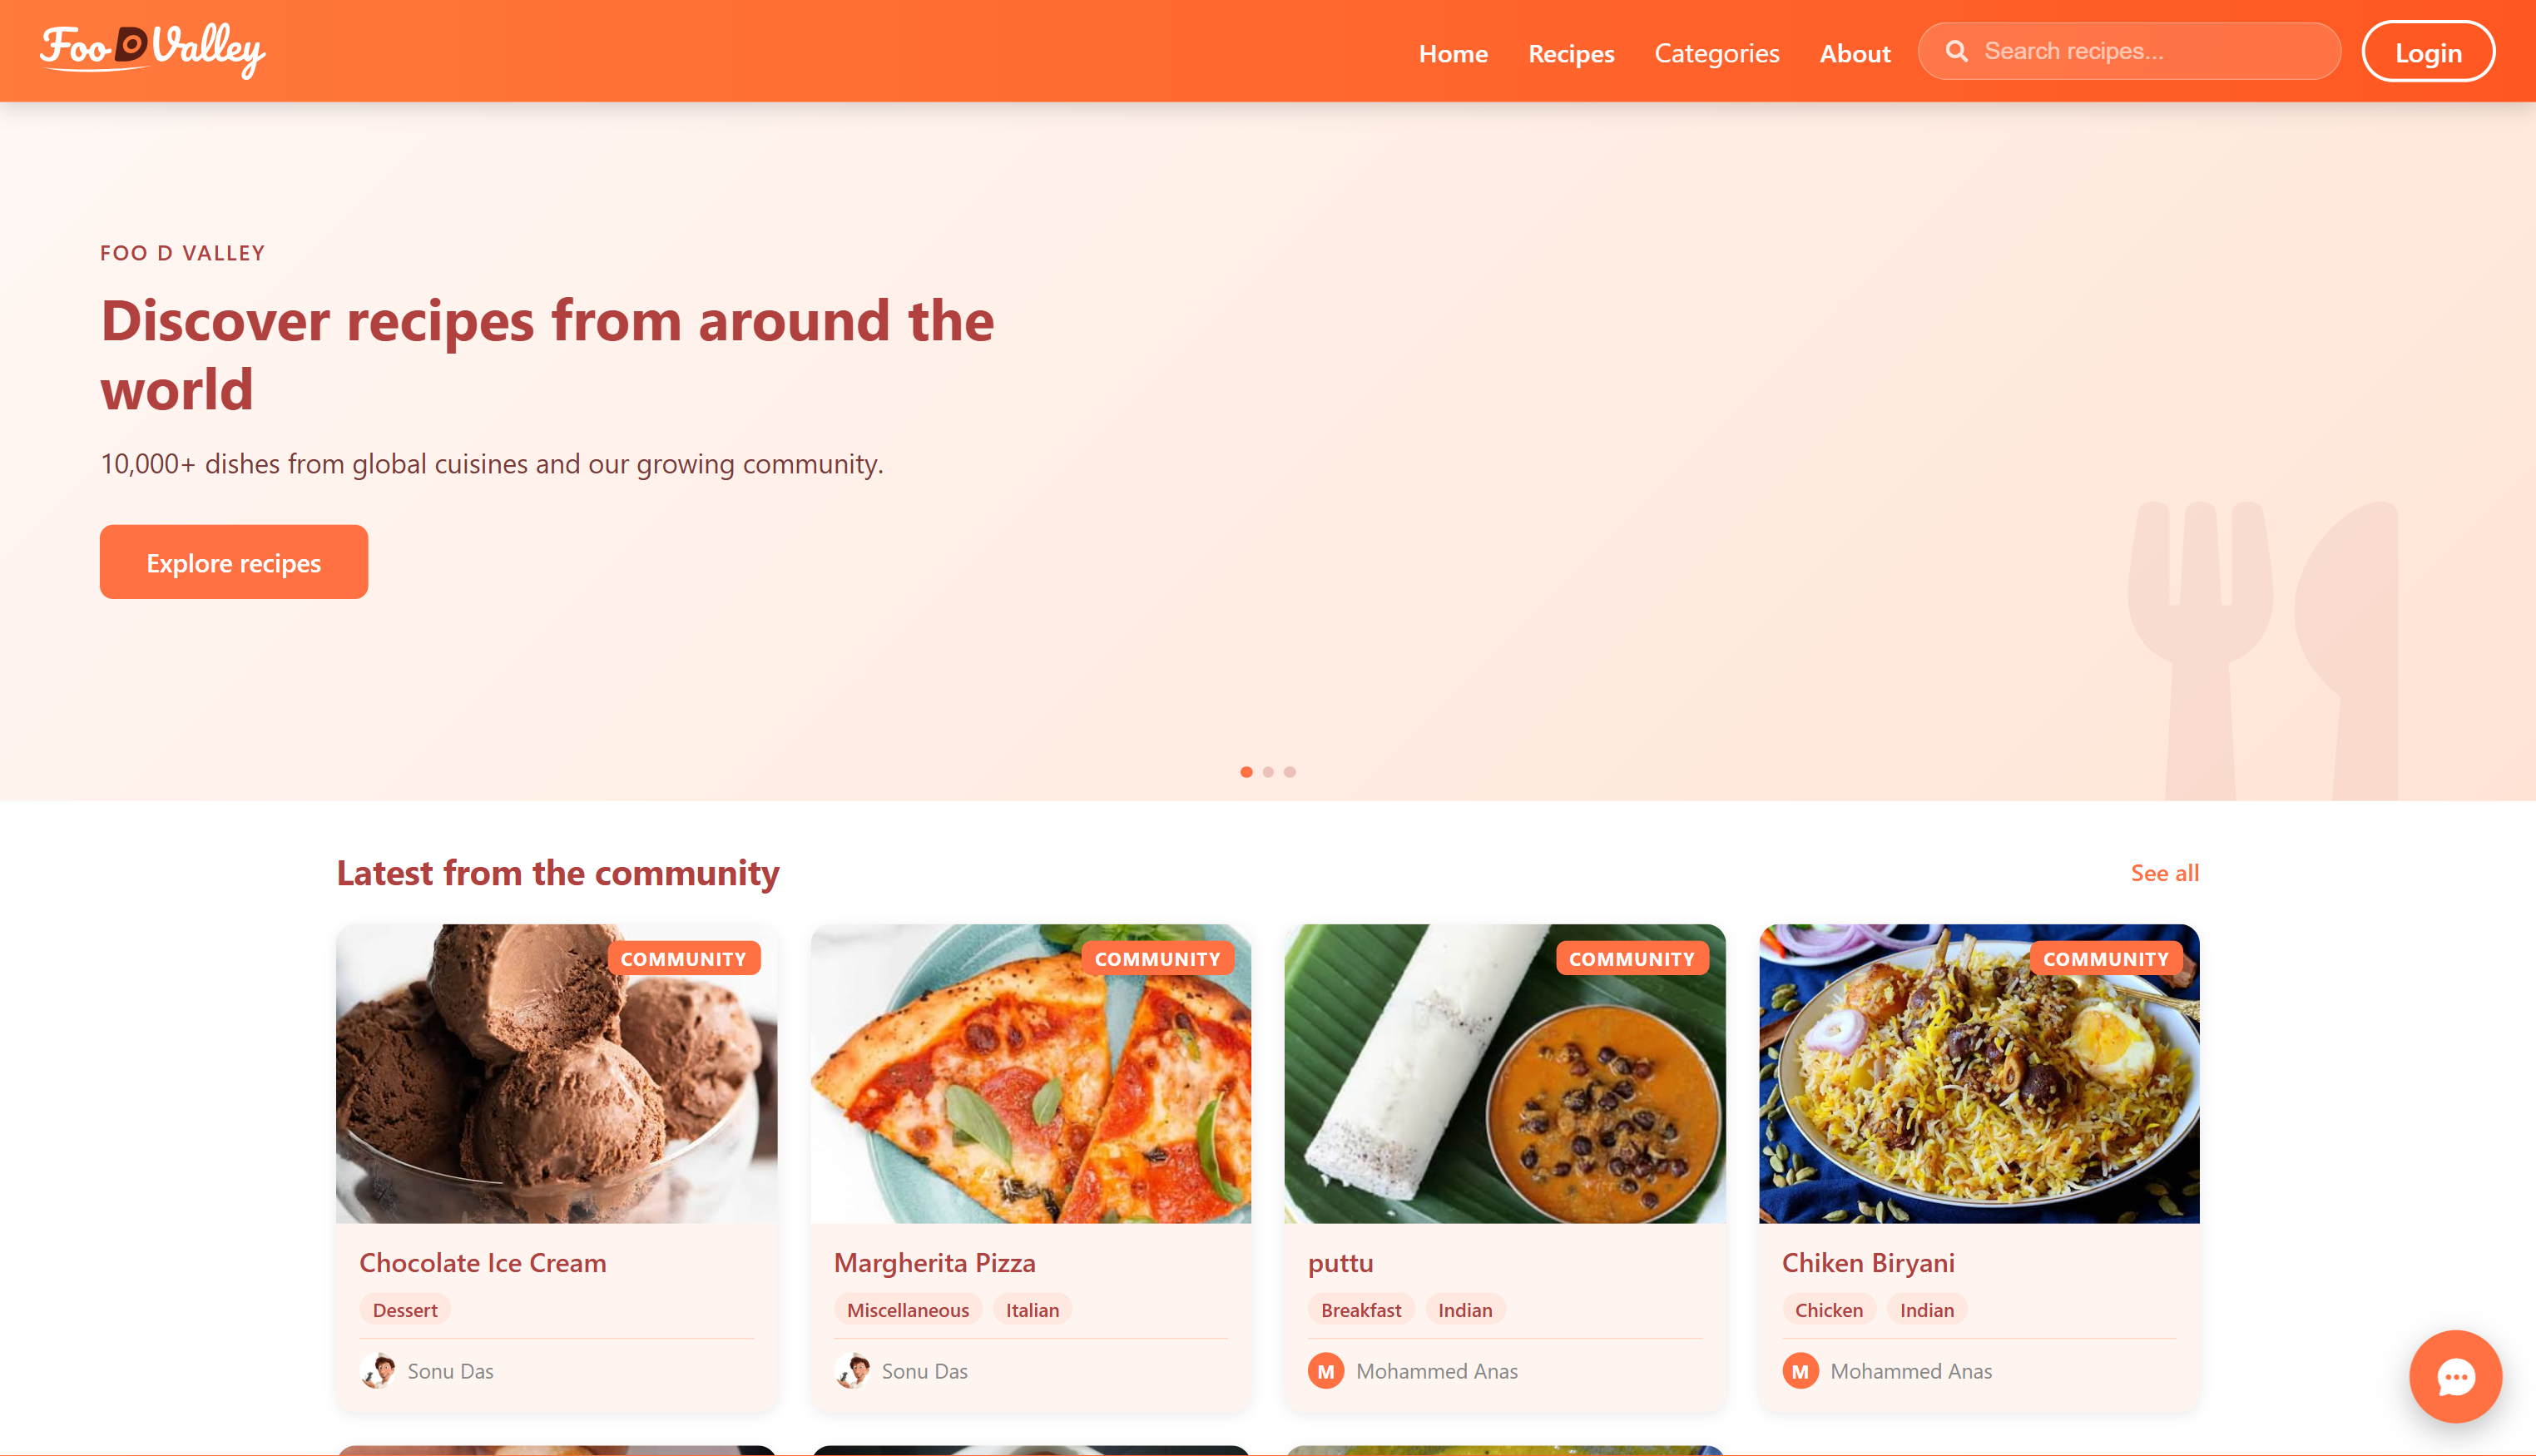 Foo D Valley
Home
Recipes
Categories
About
Search recipes...
Login
FOO D VALLEY
Discover recipes from around the
world
10,000+ dishes from global cuisines and our growing community.
Explore recipes
Latest from the community
See all
COMMUNITY
COMMUNITY
COMMUNITY
COMMUNITY
Chocolate Ice Cream
Dessert
Sonu Das
Margherita Pizza
Miscellaneous
Italian
Sonu Das
puttu
Breakfast
Indian
M
Mohammed Anas
Chiken Biryani
Chicken
Indian
M
Mohammed Anas